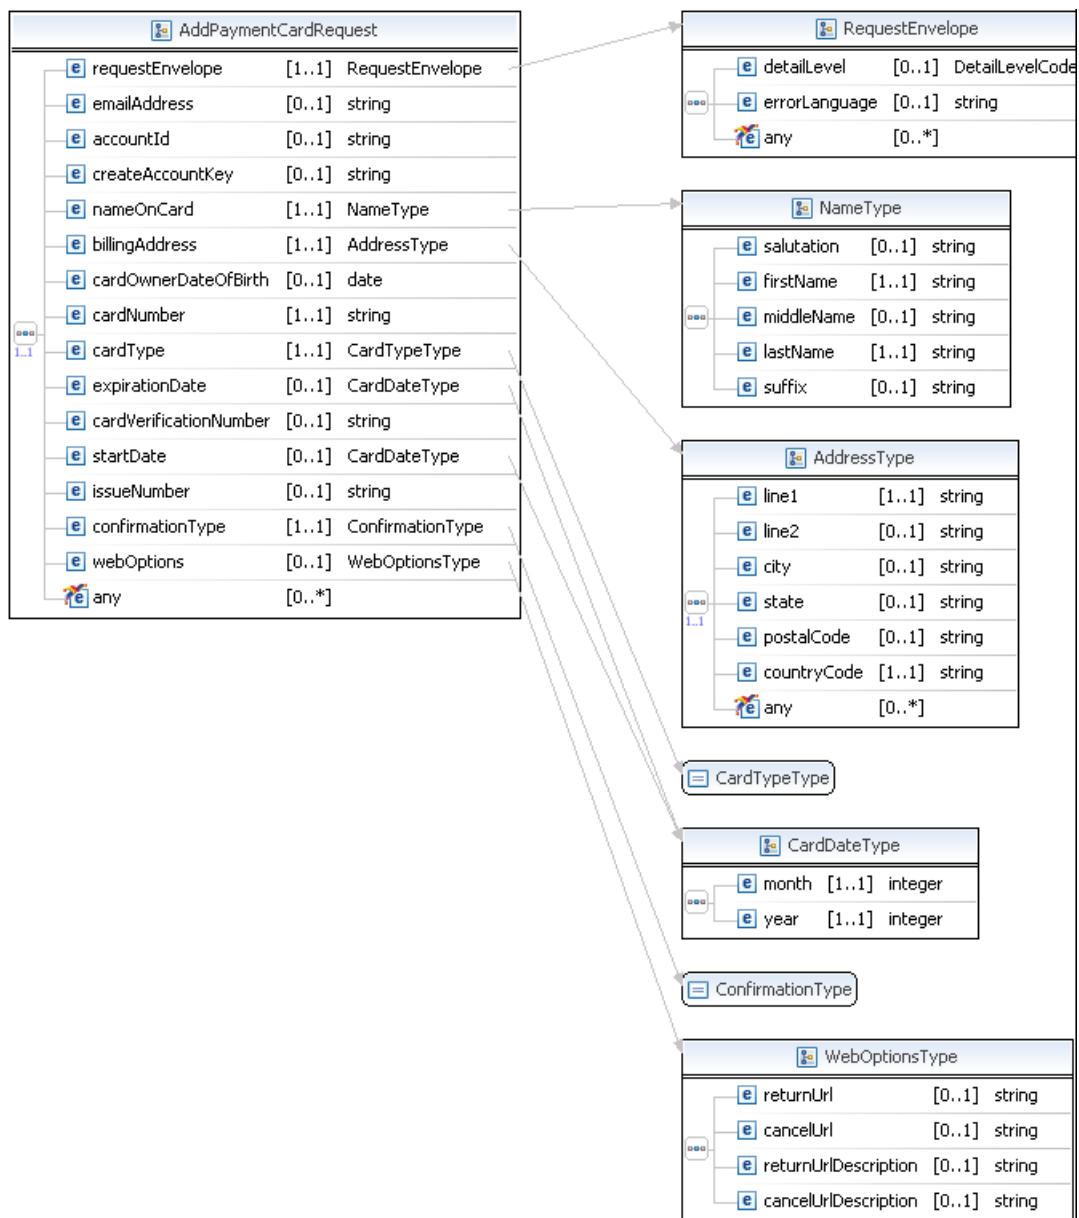 AddPaymentCardRequest
e requestEnvelope [1..1] RequestEnvelope
e emailAddress [0..1] string
e accountId [0..1] string
e createAccountKey [0..1] string
e nameOnCard [1..1] NameType
e billingAddress [1..1] AddressType
e cardOwnerDateOfBirth [0..1] date
e cardNumber [1..1] string
1..1
e cardType [1..1] CardTypeType
e expirationDate [0..1] CardDateType
e cardVerificationNumber [0..1] string
e startDate [0..1] CardDateType
e issueNumber [0..1] string
e confirmationType [1..1] ConfirmationType
e webOptions [0..1] WebOptionsType
e any [0..*]
RequestEnvelope
e detailLevel [0..1] DetailLevelCode
e errorLanguage [0..1] string
e any [0..*]
NameType
e salutation [0..1] string
e firstName [1..1] string
e middleName [0..1] string
e lastName [1..1] string
e suffix [0..1] string
AddressType
e line1 [1..1] string
e line2 [0..1] string
e city [0..1] string
e state [0..1] string
1..1
e postalCode [0..1] string
e countryCode [1..1] string
e any [0..*]
CardTypeType
CardDateType
e month [1..1] integer
e year [1..1] integer
ConfirmationType
WebOptionsType
e returnUrl [0..1] string
e cancelUrl [0..1] string
e returnUrlDescription [0..1] string
e cancelUrlDescription [0..1] string